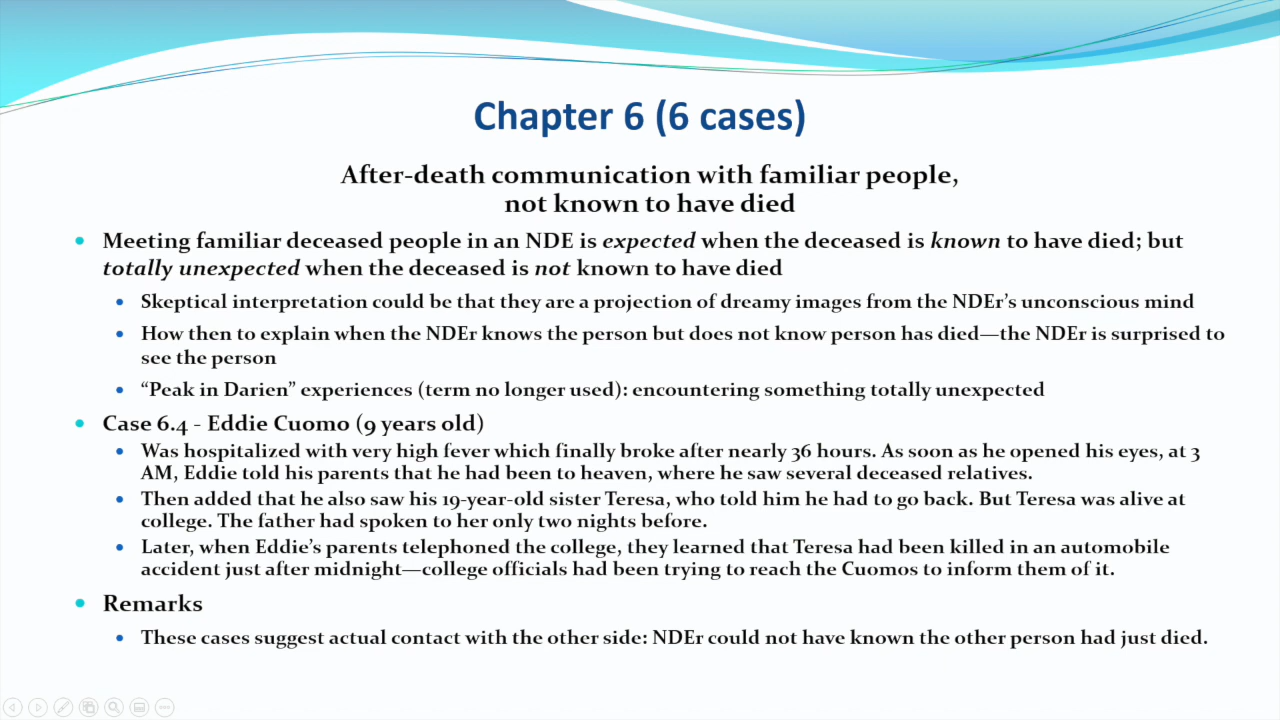 Chapter 6 (6 cases)
After-death communication with familiar people,
not known to have died
Meeting familiar deceased people in an NDE is expected when the deceased is known to have died; but
totally unexpected when the deceased is not known to have died
Skeptical interpretation could be that they are a projection of dreamy images from the NDEr’s unconscious mind
How then to explain when the NDEr knows the person but does not know person has died—the NDEr is surprised to
see the person
“Peak in Darien” experiences (term no longer used): encountering something totally unexpected
Case 6.4 - Eddie Cuomo (9 years old)
Was hospitalized with very high fever which finally broke after nearly 36 hours. As soon as he opened his eyes, at 3
AM, Eddie told his parents that he had been to heaven, where he saw several deceased relatives.
Then added that he also saw his 19-year-old sister Teresa, who told him he had to go back. But Teresa was alive at
college. The father had spoken to her only two nights before.
Later, when Eddie’s parents telephoned the college, they learned that Teresa had been killed in an automobile
accident just after midnight—college officials had been trying to reach the Cuomos to inform them of it.
Remarks
These cases suggest actual contact with the other side: NDEr could not have known the other person had just died.